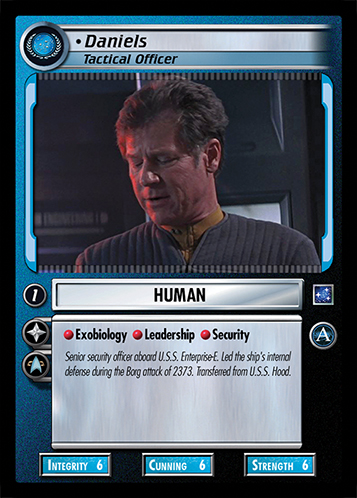 • Daniels
Tactical Officer
1
HUMAN
A
Exobiology Leadership Security
Senior security officer aboard U.S.S. Enterprise-E. Led the ship's internal
defense during the Borg attack of 2373. Transferred from U.S.S. Hood.
INTEGRITY 6 CUNNING 6 STRENGTH 6